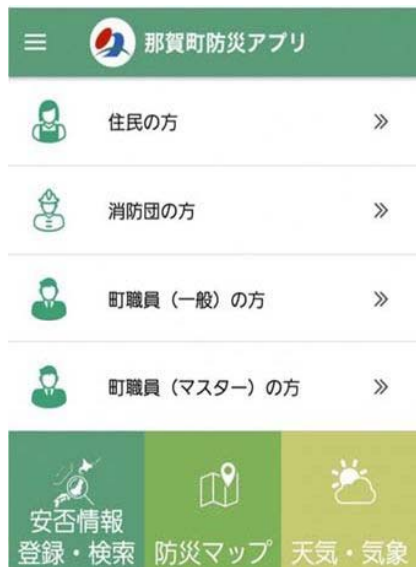 那賀町防災アプリ
住民の方
消防団の方
町職員（一般）の方
町職員（マスター）の方
安否情報
登録・検索
防災マップ
天気・気象